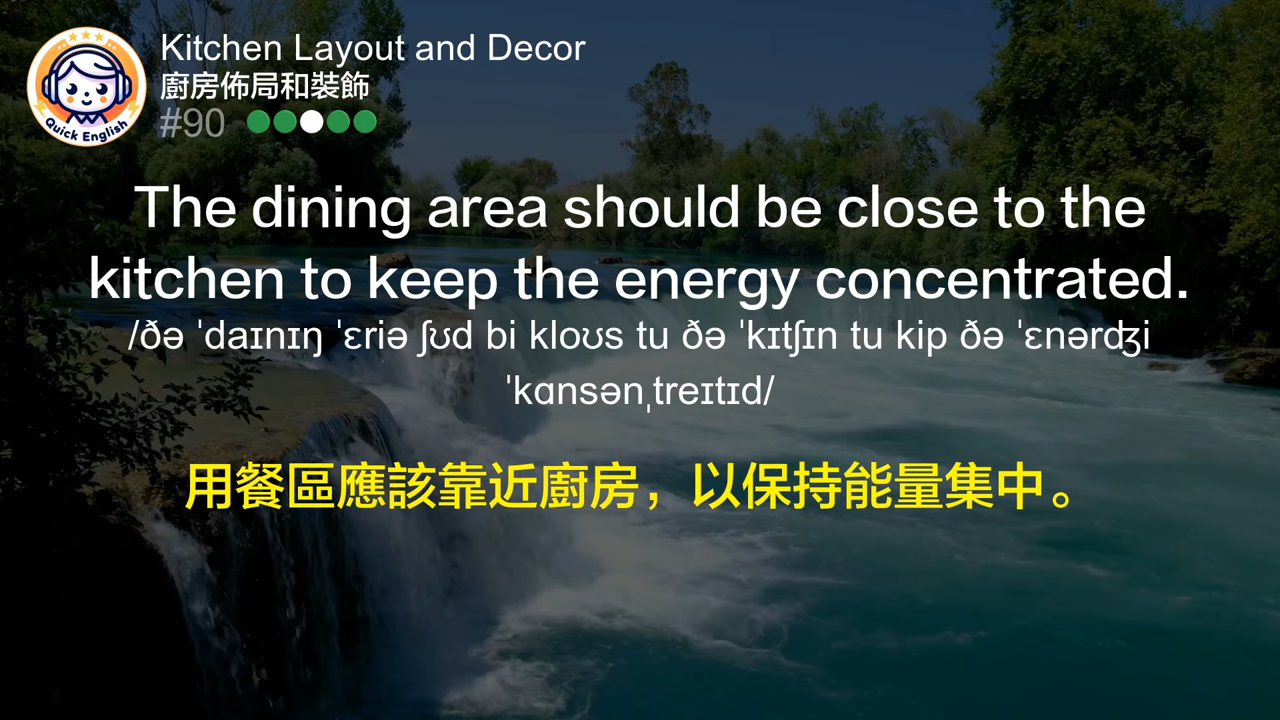 Quick English
Kitchen Layout and Decor
廚房佈局和裝飾
#90
The dining area should be close to the
kitchen to keep the energy concentrated.
/ðə ˈdaɪnɪŋ ˈɛriə ʃʊd bi kloʊs tu ðə ˈkɪtʃɪn tu kip ðə ˈɛnərʤi
ˈkɑnsənˌtreɪtɪd/
用餐區應該靠近廚房，以保持能量集中。